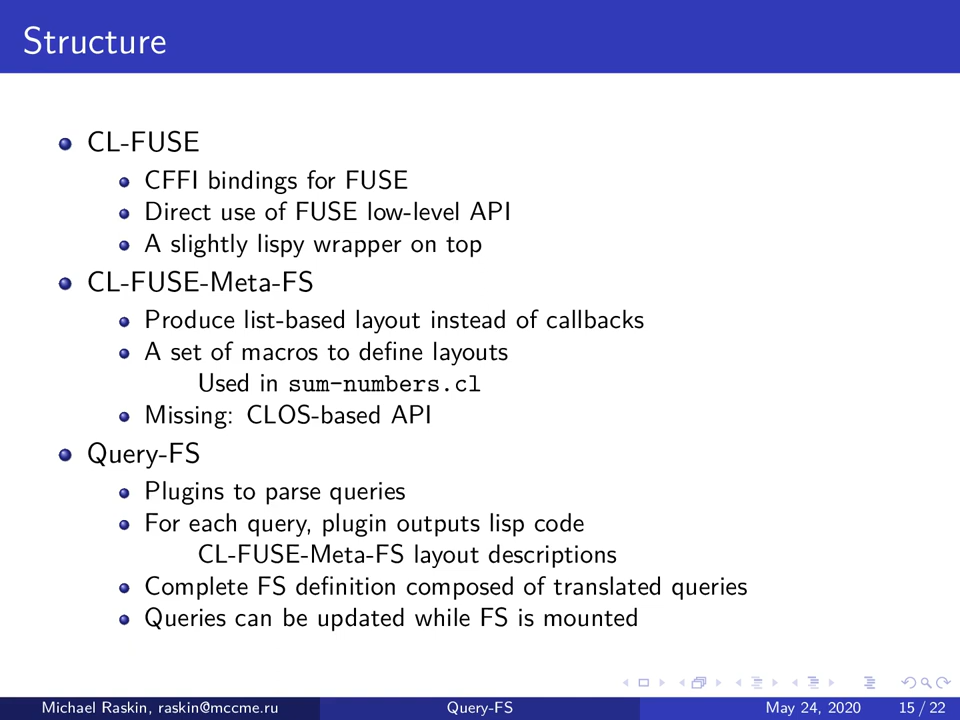 Structure
CL-FUSE
CFFI bindings for FUSE
Direct use of FUSE low-level API
A slightly lispy wrapper on top
CL-FUSE-Meta-FS
Produce list-based layout instead of callbacks
A set of macros to define layouts
Used in sum-numbers.cl
Missing: CLOS-based API
Query-FS
Plugins to parse queries
For each query, plugin outputs lisp code
CL-FUSE-Meta-FS layout descriptions
Complete FS definition composed of translated queries
Queries can be updated while FS is mounted
Michael Raskin, raskin@mccme.ru Query-FS May 24, 2020 15 / 22